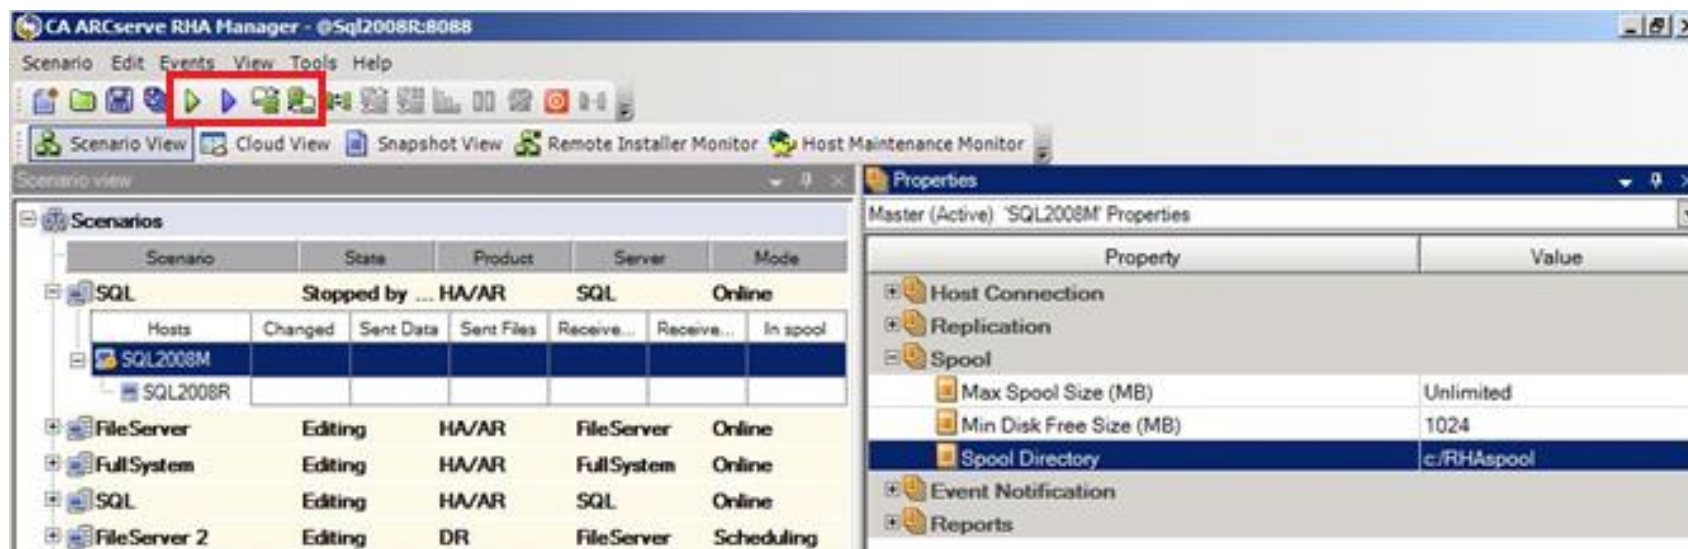 CA ARCserve RHA Manager - @Sql2008R:8088
Scenario Edit Events View Tools Help
Scenario View Cloud View Snapshot View Remote Installer Monitor Host Maintenance Monitor
Scenario view
Scenarios
Scenario State Product Server Mode
SQL Stopped by ... HA/AR SQL Online
Hosts Changed Sent Data Sent Files Receive... Receive... In spool
SQL2008M
SQL2008R
FileServer Editing HA/AR FileServer Online
FullSystem Editing HA/AR FullSystem Online
SQL Editing HA/AR SQL Online
FileServer 2 Editing DR FileServer Scheduling
Properties
Master (Active) 'SQL2008M' Properties
Property Value
Host Connection
Replication
Spool
Max Spool Size (MB) Unlimited
Min Disk Free Size (MB) 1024
Spool Directory c:/RHAspool
Event Notification
Reports